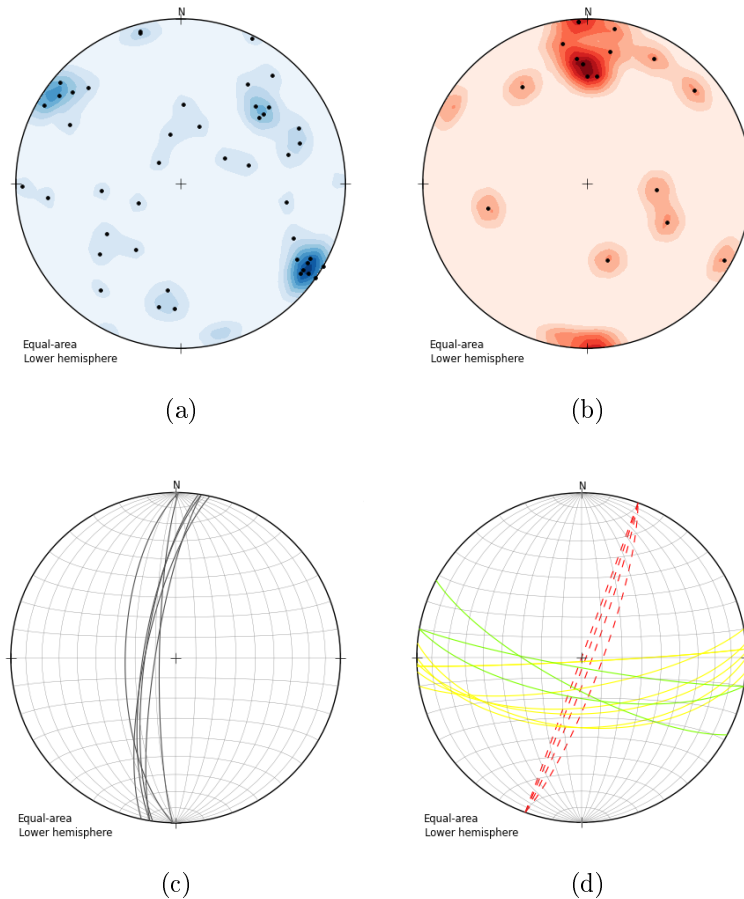 N
N
Equal-area
Lower hemisphere
Equal-area
Lower hemisphere
(a)
(b)
N
N
Equal-area
Lower hemisphere
Equal-area
Lower hemisphere
(c)
(d)